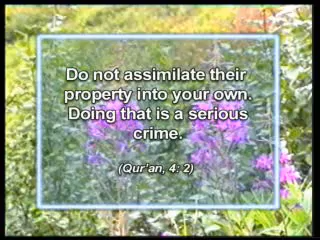 Do not assimilate their
property into your own.
Doing that is a serious
crime.
(Qur'an, 4: 2)